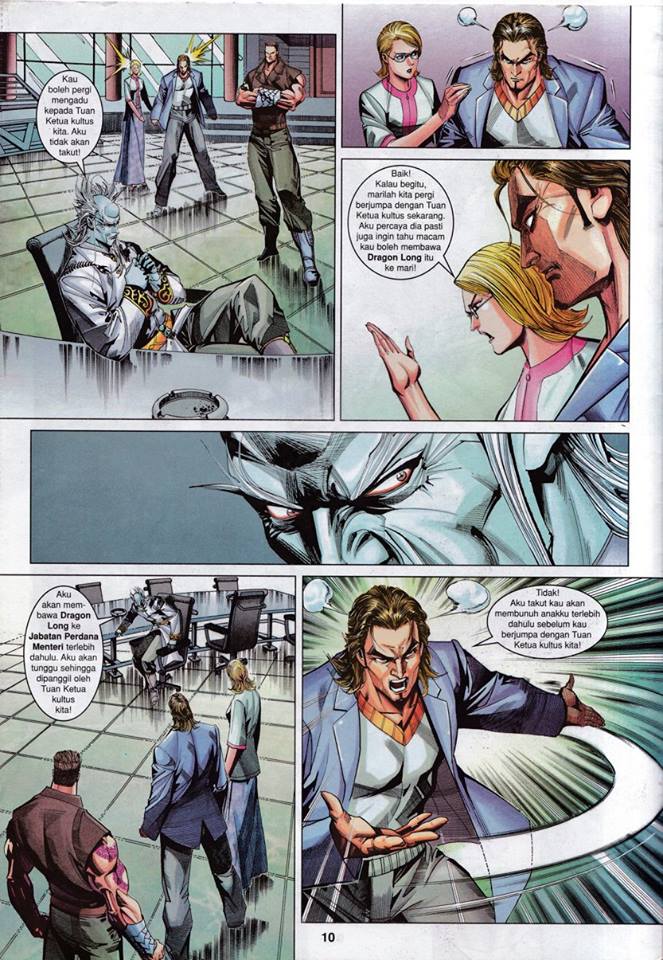 Kau
boleh pergi
mengadu
kepada Tuan
Ketua kultus
kita. Aku
tidak akan
takut!
Baik!
Kalau begitu,
marilah kita pergi
berjumpa dengan Tuan
Ketua kultus sekarang.
Aku percaya dia pasti
juga ingin tahu macam
kau boleh membawa
Dragon Long itu
ke mari!
Aku
akan mem-
bawa Dragon
Long ke
Jabatan Perdana
Menteri terlebih
dahulu. Aku akan
tunggu sehingga
dipanggil oleh
Tuan Ketua
kultus
kita!
Tidak!
Aku takut kau akan
membunuh anakku terlebih
dahulu sebelum kau
berjumpa dengan Tuan
Ketua kultus kita!
10